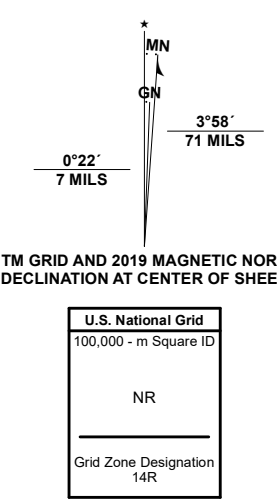 ★
MN
GN
3°58´
71 MILS
0°22´
7 MILS
TM GRID AND 2019 MAGNETIC NOR
DECLINATION AT CENTER OF SHEE
U.S. National Grid
100,000 - m Square ID
NR
Grid Zone Designation
14R